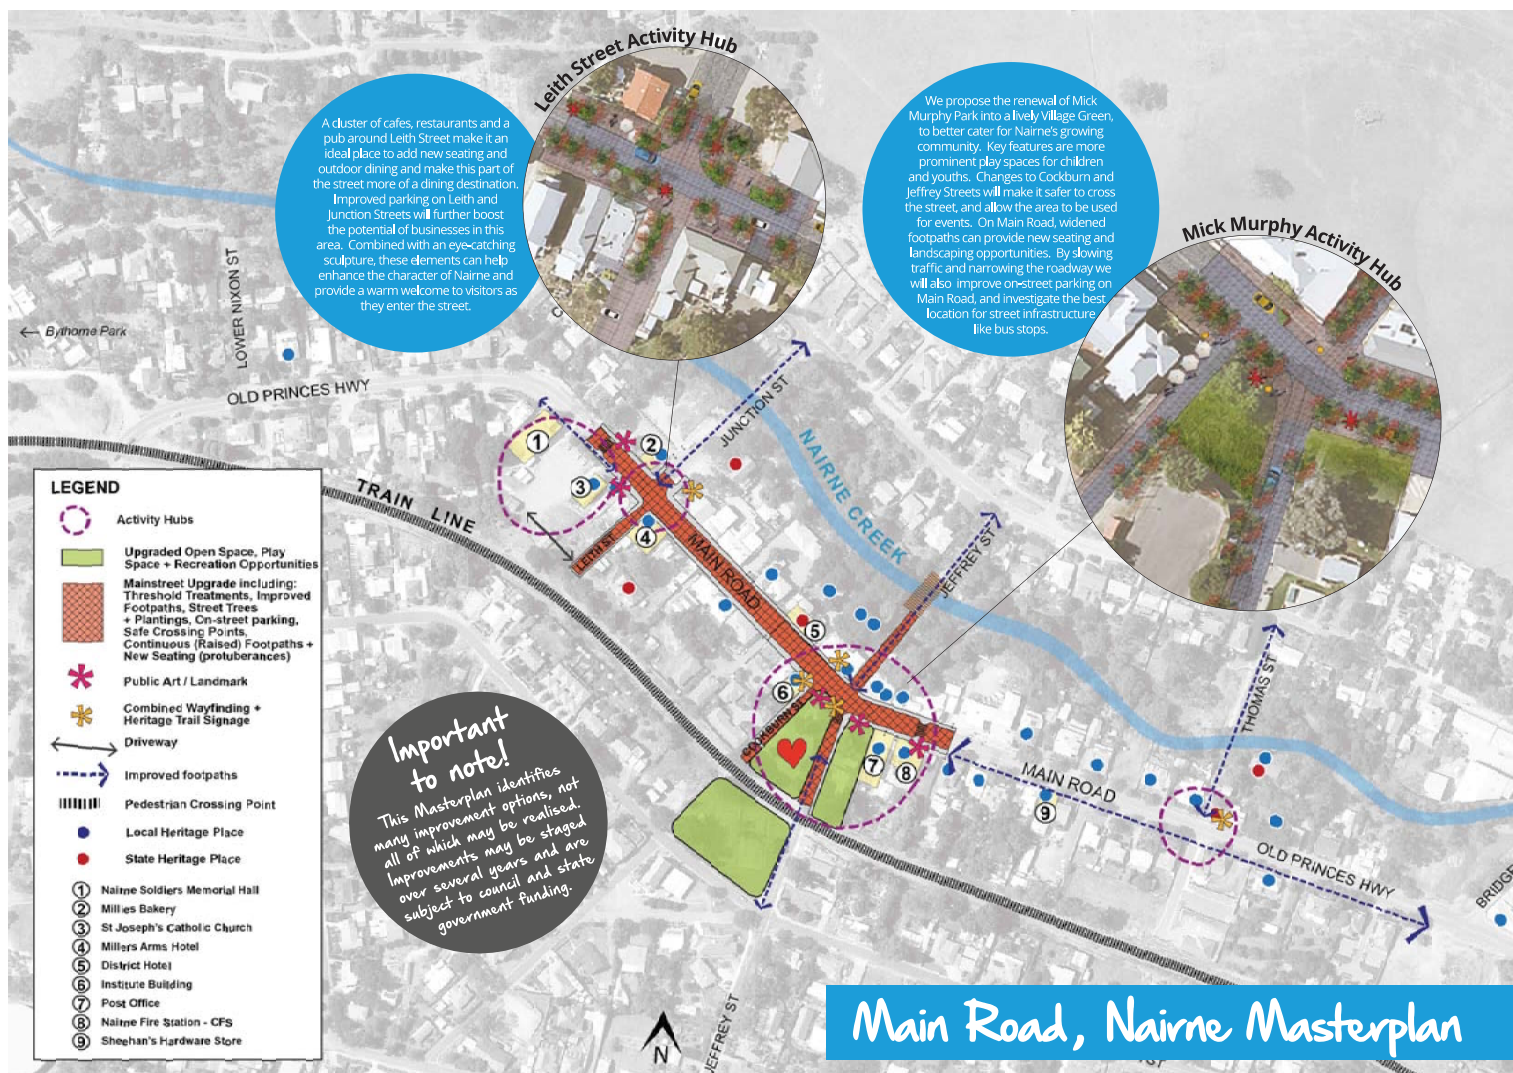 Leith Street Activity Hub
A cluster of cafes, restaurants and a
pub around Leith Street make it an
ideal place to add new seating and
outdoor dining and make this part of
the street more of a dining destination.
Improved parking on Leith and
Junction Streets will further boost
the potential of businesses in this
area. Combined with an eye-catching
sculpture, these elements can help
enhance the character of Nairne and
provide a warm welcome to visitors as
they enter the street.
We propose the renewal of Mick
Murphy Park into a lively Village Green,
to better cater for Nairne's growing
community. Key features are more
prominent play spaces for children
and youths. Changes to Cockburn and
Jeffrey Streets will make it safer to cross
the street, and allow the area to be used
for events. On Main Road, widened
footpaths can provide new seating and
landscaping opportunities. By slowing
traffic and narrowing the roadway we
will also improve on-street parking on
Main Road, and investigate the best
location for street infrastructure
like bus stops.
Mick Murphy Activity Hub
← Bythorne Park
LOWER NIXON ST
OLD PRINCES HWY
JUNCTION ST
NAIRNE CREEK
TRAIN LINE
LEITH ST
MAIN ROAD
JEFFREY ST
COCKBURN ST
THOMAS ST
MAIN ROAD
OLD PRINCES HWY
BRIDGE
JEFFREY ST
1
2
3
4
5
6
7
8
9
LEGEND
Activity Hubs
Upgraded Open Space, Play
Space + Recreation Opportunities
Mainstreet Upgrade including:
Threshold Treatments, Improved
Footpaths, Street Trees
+ Plantings, On-street parking,
Safe Crossing Points,
Continuous (Raised) Footpaths +
New Seating (protuberances)
Public Art / Landmark
Combined Wayfinding +
Heritage Trail Signage
Driveway
Improved footpaths
Pedestrian Crossing Point
Local Heritage Place
State Heritage Place
1 Nairne Soldiers Memorial Hall
2 Millies Bakery
3 St Joseph's Catholic Church
4 Millers Arms Hotel
5 District Hotel
6 Institute Building
7 Post Office
8 Nairne Fire Station - CFS
9 Sheehan's Hardware Store
Important
to note!
This Masterplan identifies
many improvement options, not
all of which may be realised.
Improvements may be staged
over several years and are
subject to council and state
government funding.
N
Main Road, Nairne Masterplan